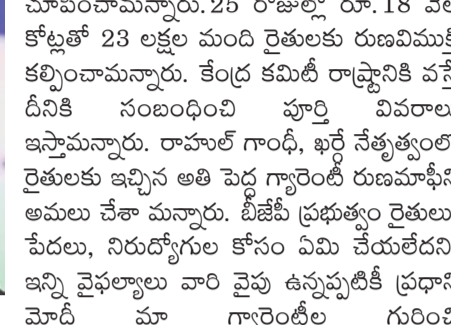 చూపించామన్నారు. 25 రోజుల్లో రూ. 18 వేల
కోట్లతో 23 లక్షల మంది రైతులకు రుణవిముక్తి
కల్పించామన్నారు. కేంద్ర కమిటీ రాష్ట్రానికి వస్తే
దీనికి సంబంధించి పూర్తి వివరాలు
ఇస్తామన్నారు. రాహుల్ గాంధీ, ఖర్గే నేతృత్వంలో
రైతులకు ఇచ్చిన అతి పెద్ద గ్యారెంటీ రుణమాఫీని
అమలు చేశా మన్నారు. బీజేపీ ప్రభుత్వం రైతులు,
పేదలు, నిరుద్యోగుల కోసం ఏమి చేయలేదని
ఇన్ని వైఫల్యాలు వారి వైపు ఉన్నప్పటికీ ప్రధాని
మోదీ మా గ్యారెంటీల గురించి